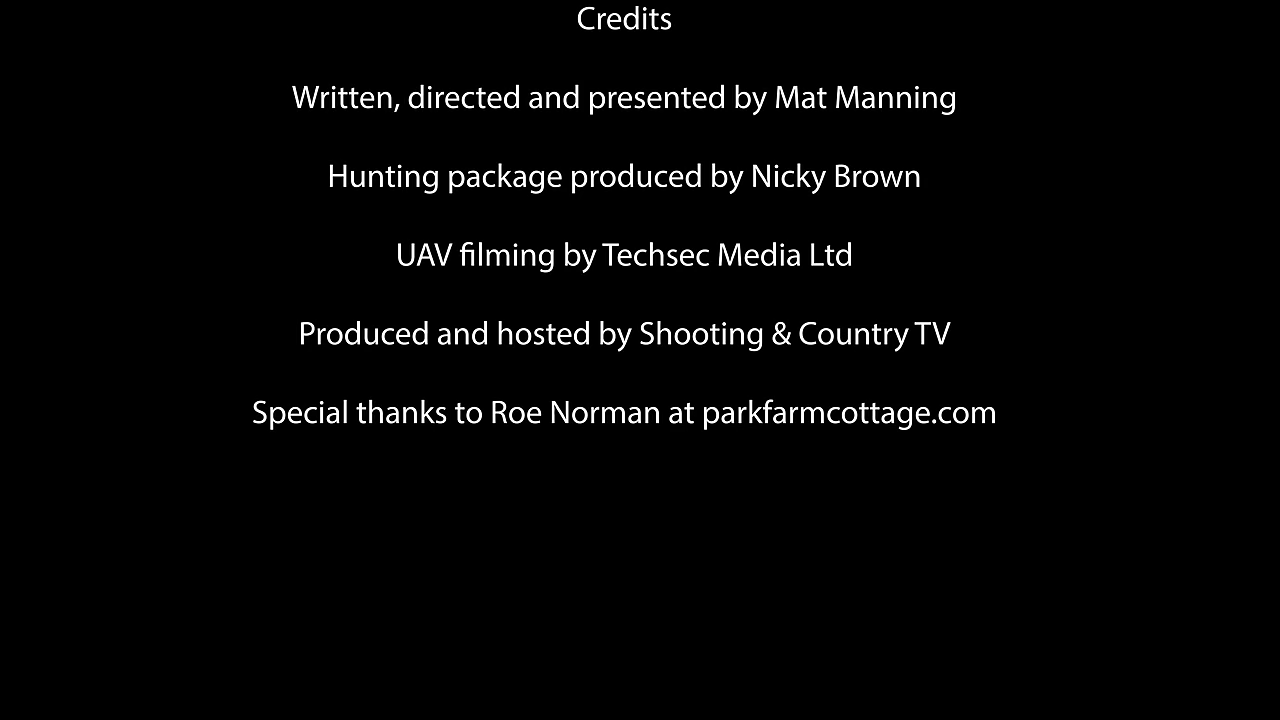 Credits
Written, directed and presented by Mat Manning
Hunting package produced by Nicky Brown
UAV filming by Techsec Media Ltd
Produced and hosted by Shooting & Country TV
Special thanks to Roe Norman at parkfarmcottage.com